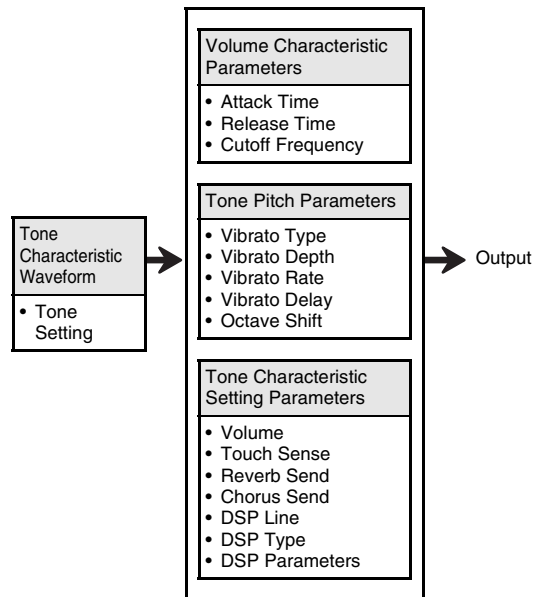 Tone
Characteristic
Waveform
• Tone
Setting
Volume Characteristic
Parameters
• Attack Time
• Release Time
• Cutoff Frequency
Tone Pitch Parameters
• Vibrato Type
• Vibrato Depth
• Vibrato Rate
• Vibrato Delay
• Octave Shift
Tone Characteristic
Setting Parameters
• Volume
• Touch Sense
• Reverb Send
• Chorus Send
• DSP Line
• DSP Type
• DSP Parameters
Output